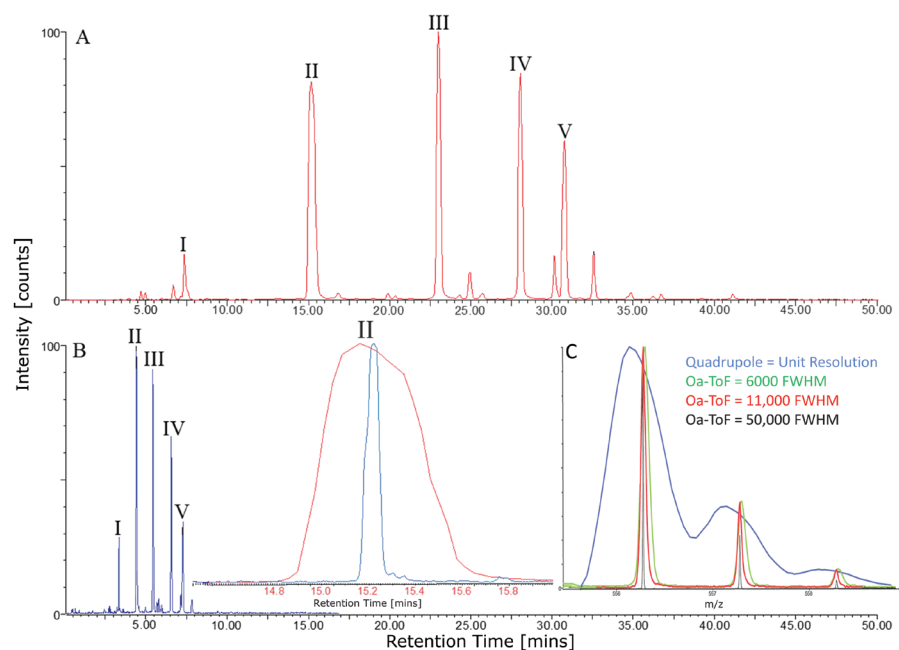 A
100
III
II
IV
V
I
0
5.00 10.00 15.00 20.00 25.00 30.00 35.00 40.00 45.00 50.00
Intensity [counts]
B
100
II
III
IV
V
I
0
II
14.8 15.0 15.2 15.4 15.6 15.8
Retention Time [mins]
C
Quadrupole = Unit Resolution
Oa-ToF = 6000 FWHM
Oa-ToF = 11,000 FWHM
Oa-ToF = 50,000 FWHM
556 557 558
m/z
5.00 10.00 15.00 20.00 25.00 30.00 35.00 40.00 45.00 50.00
Retention Time [mins]